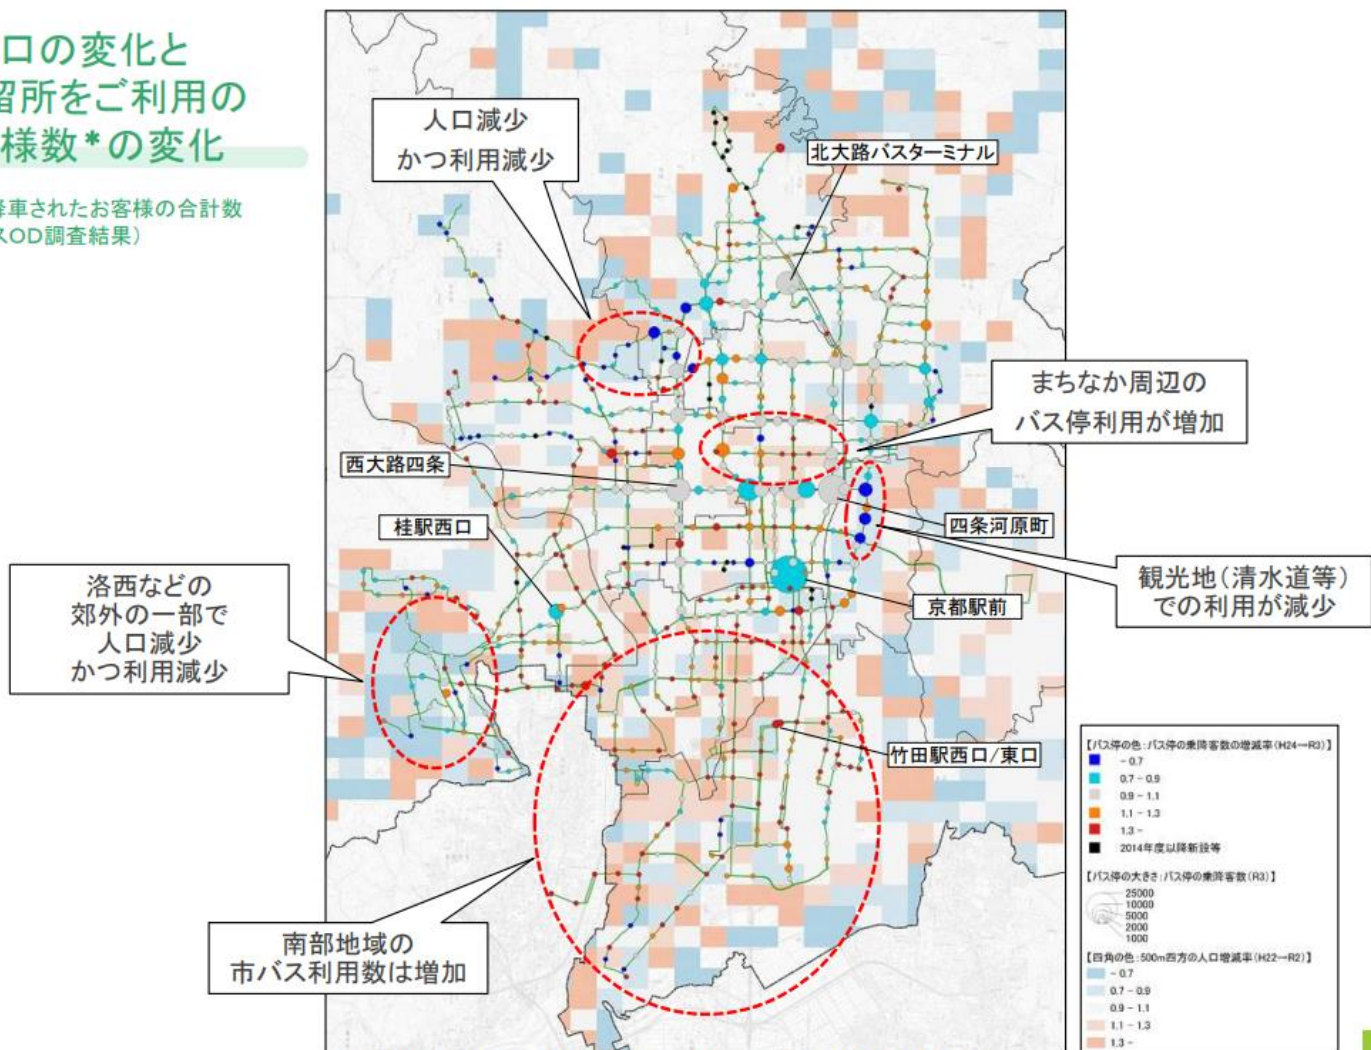 口の変化と
留所をご利用の
様数*の変化
降車されたお客様の合計数
スOD調査結果)
人口減少
かつ利用減少
北大路バスターミナル
まちなか周辺の
バス停利用が増加
西大路四条
桂駅西口
四条河原町
観光地(清水道等)
での利用が減少
京都駅前
洛西などの
郊外の一部で
人口減少
かつ利用減少
竹田駅西口/東口
南部地域の
市バス利用数は増加
【バス停の色:バス停の乗降客数の増減率(H24→R3)】
- 0.7
0.7 - 0.9
0.9 - 1.1
1.1 - 1.3
1.3 -
2014年度以降新設等
【バス停の大きさ:バス停の乗降客数(R3)】
25000
10000
5000
2000
1000
【四角の色:500m四方の人口増減率(H22→R2)】
- 0.7
0.7 - 0.9
0.9 - 1.1
1.1 - 1.3
1.3 -